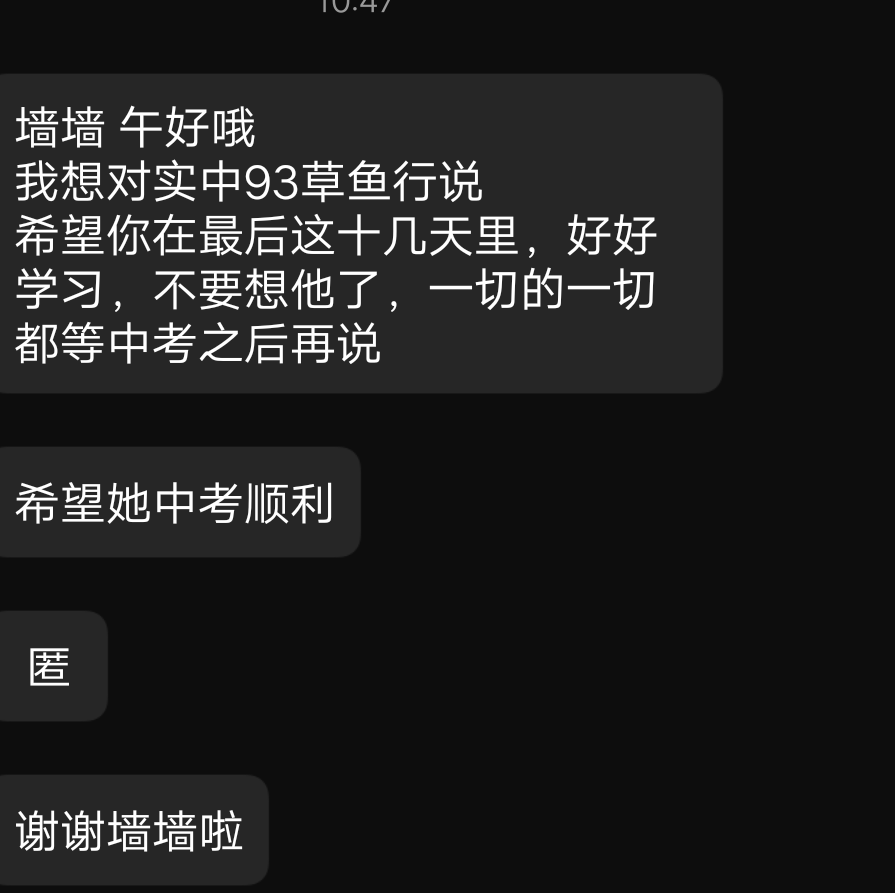 10:47
墙墙 午好哦
我想对实中93草鱼行说
希望你在最后这十几天里，好好
学习，不要想他了，一切的一切
都等中考之后再说
希望她中考顺利
匿
谢谢墙墙啦